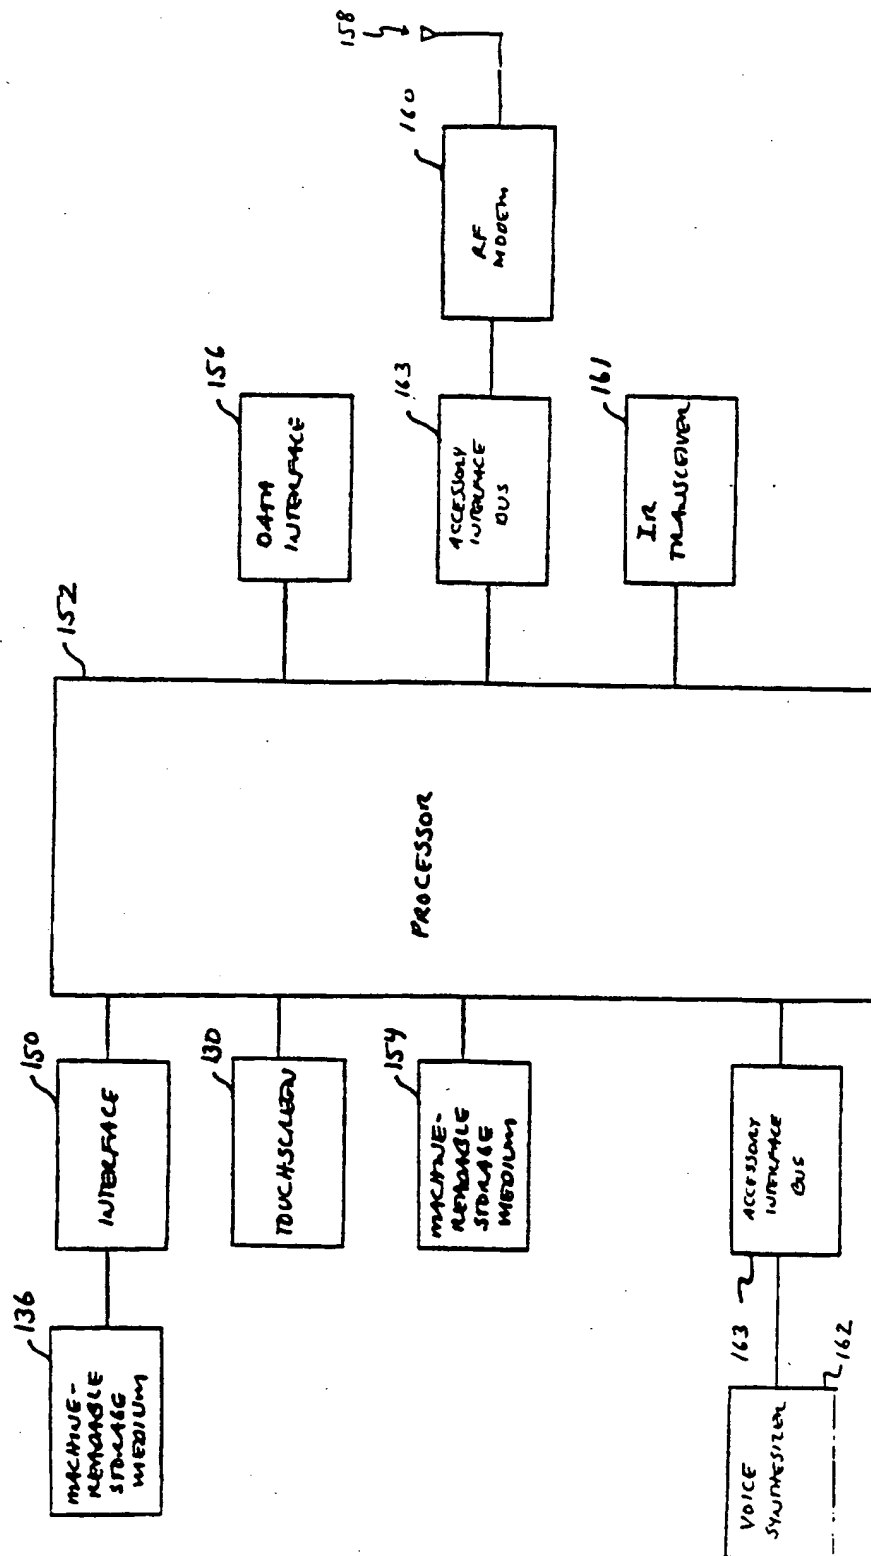 136
MACHINE-
READABLE
STORAGE
MEDIUM
150
INTERFACE
130
TOUCHSCREEN
154
MACHINE-
READABLE
STORAGE
MEDIUM
VOICE
SYNTHESIZER
162
163
ACCESSORY
INTERFACE
BUS
152
PROCESSOR
156
DATA
INTERFACE
163
ACCESSORY
INTERFACE
BUS
161
IR
TRANSCEIVER
160
RF
MODEM
158